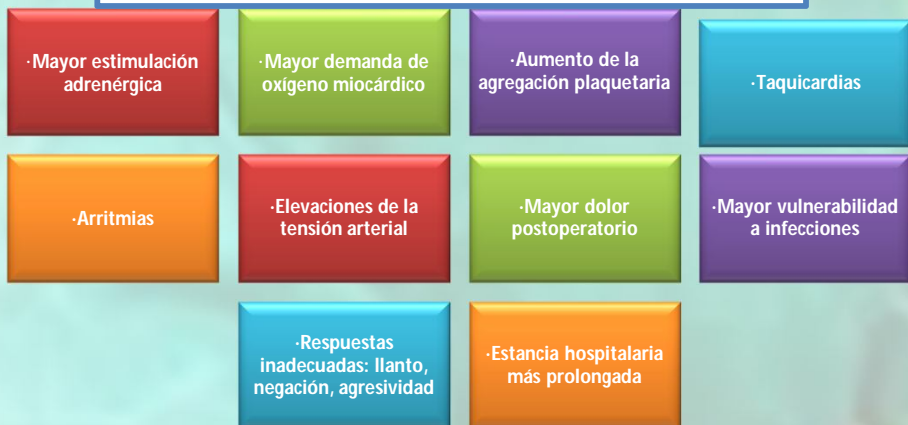 ·Mayor estimulación
adrenérgica
·Mayor demanda de
oxígeno miocárdico
·Aumento de la
agregación plaquetaria
·Taquicardias
·Arritmias
·Elevaciones de la
tensión arterial
·Mayor dolor
postoperatorio
·Mayor vulnerabilidad
a infecciones
·Respuestas
inadecuadas: llanto,
negación, agresividad
·Estancia hospitalaria
más prolongada